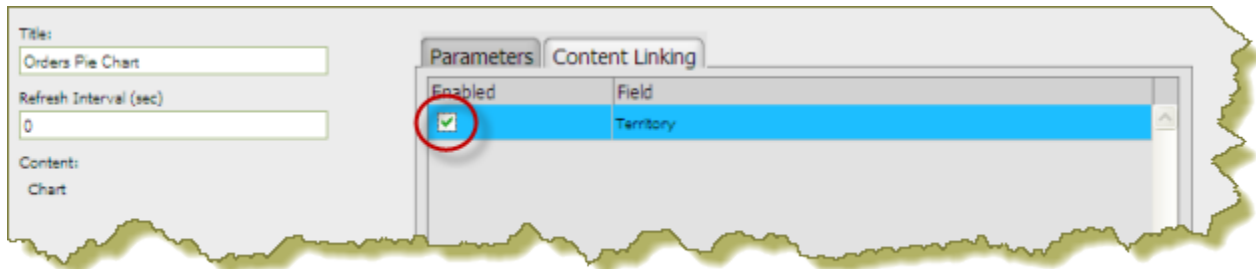 Title:
Orders Pie Chart
Refresh Interval (sec)
0
Content:
Chart
Parameters Content Linking
Enabled Field
Territory